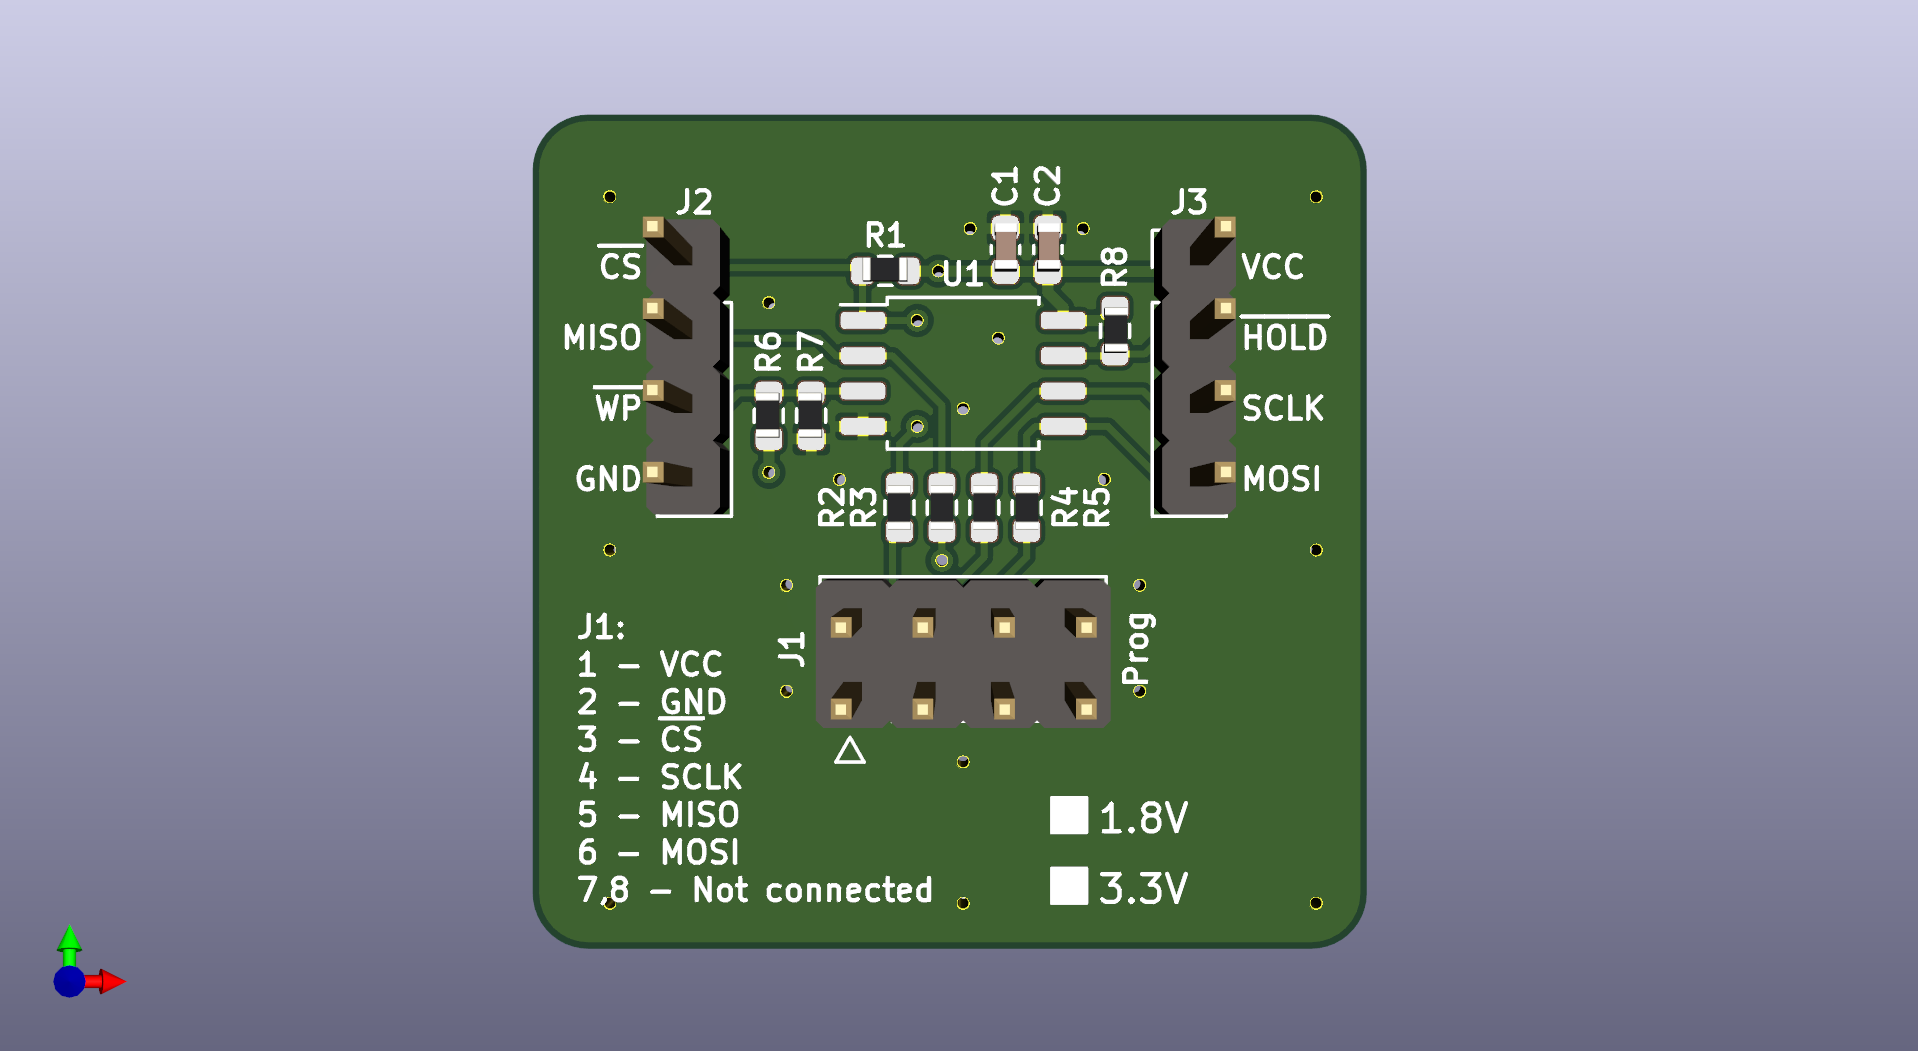 C1
C2
J2
J3
R1
CS
U1
R8
VCC
MISO
R6
R7
HOLD
WP
SCLK
GND
MOSI
R2
R3
R4
R5
J1
Prog
J1:
1 – VCC
2 – GND
3 – CS
4 – SCLK
5 – MISO
6 – MOSI
7,8 – Not connected
1.8V
3.3V